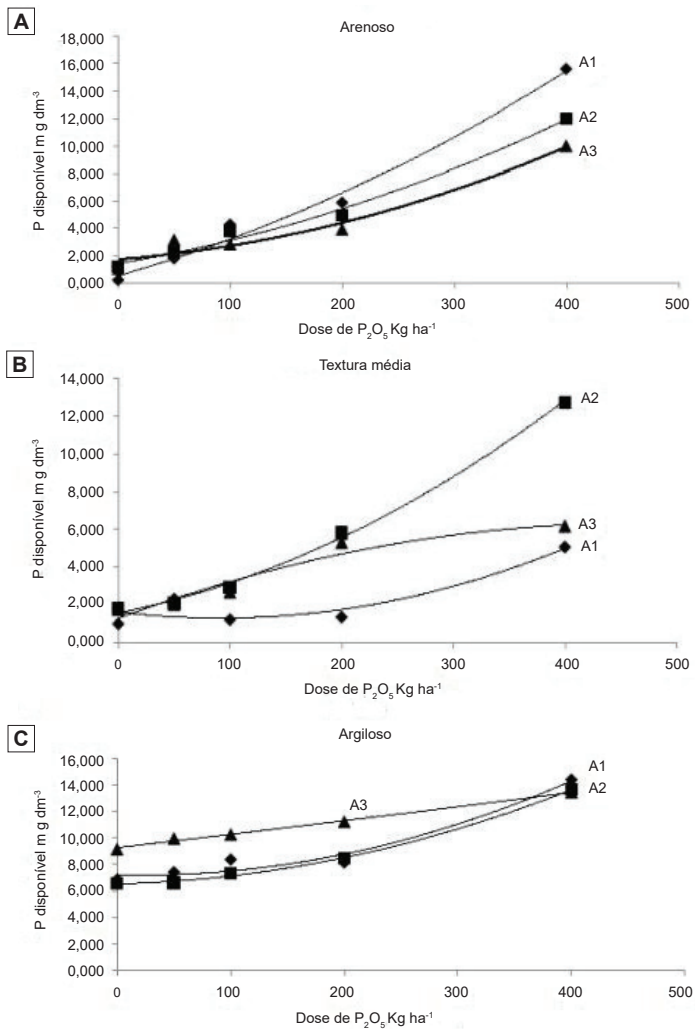 A
Arenoso
P disponível m g dm-3
18,000
16,000
14,000
12,000
10,000
8,000
6,000
4,000
2,000
0,000
A1
A2
A3
0 100 200 300 400 500
Dose de P2O5 Kg ha-1
B
Textura média
P disponível m g dm-3
14,000
12,000
10,000
8,000
6,000
4,000
2,000
0,000
A2
A3
A1
0 100 200 300 400 500
Dose de P2O5 Kg ha-1
C
Argiloso
P disponível m g dm-3
16,000
14,000
12,000
10,000
8,000
6,000
4,000
2,000
0,000
A1
A2
A3
0 100 200 300 400 500
Dose de P2O5 Kg ha-1